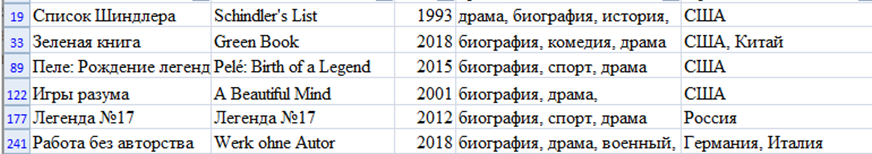 19 Список Шиндлера Schindler's List 1993 драма, биография, история, США
33 Зеленая книга Green Book 2018 биография, комедия, драма США, Китай
89 Пеле: Рождение легенд Pelé: Birth of a Legend 2015 биография, спорт, драма США
122 Игры разума A Beautiful Mind 2001 биография, драма, США
177 Легенда №17 Легенда №17 2012 биография, спорт, драма Россия
241 Работа без авторства Werk ohne Autor 2018 биография, драма, военный, Германия, Италия